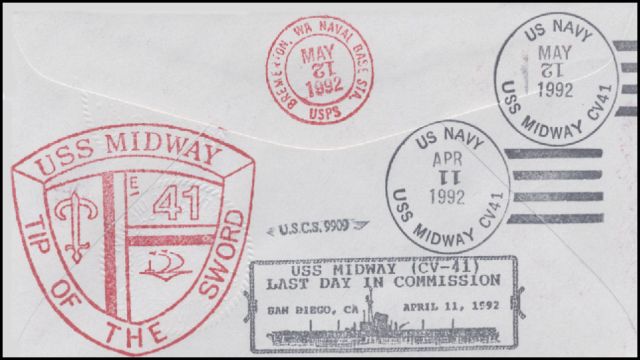 BREMERTON, WA NAVAL BASE STA.
MAY
12
1992
USPS
US NAVY
MAY
12
1992
USS MIDWAY CV41
US NAVY
APR
11
1992
USS MIDWAY CV41
USS MIDWAY
E
41
TIP OF THE SWORD
U.S.C.S. 9909
USS MIDWAY (CV-41)
LAST DAY IN COMMISSION
SAN DIEGO, CA APRIL 11, 1992